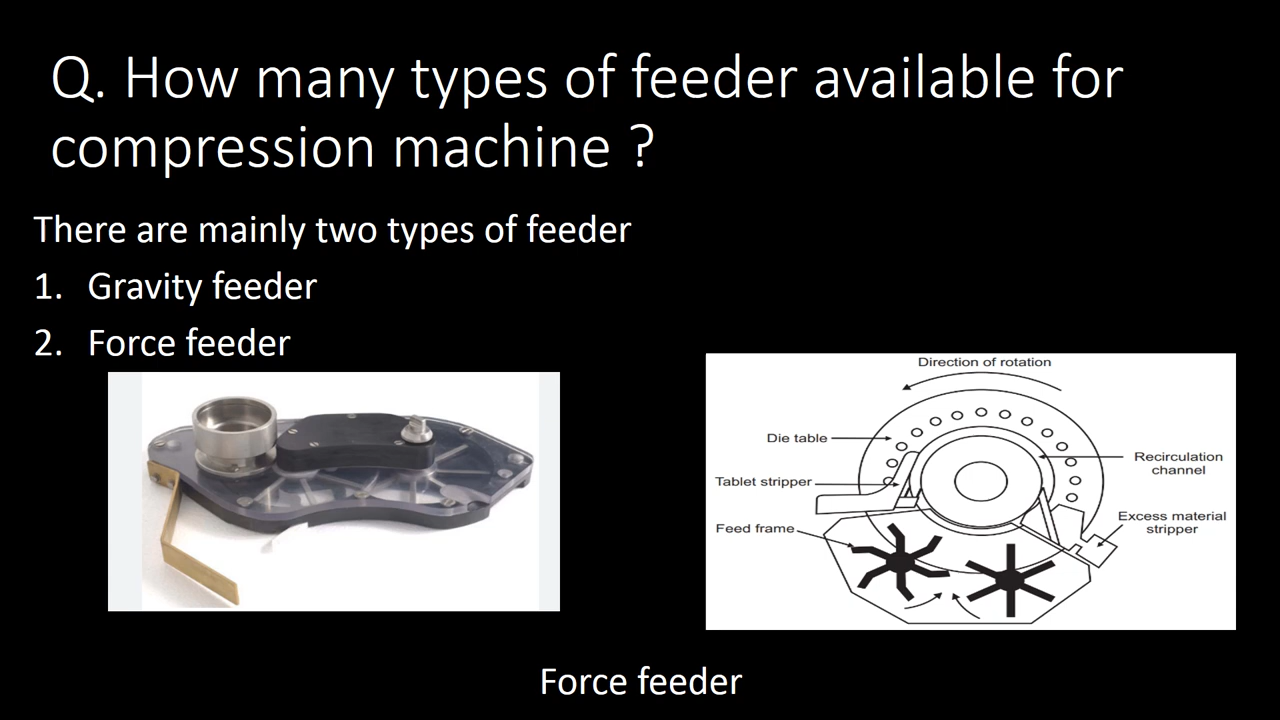 Q. How many types of feeder available for
compression machine ?
There are mainly two types of feeder
1. Gravity feeder
2. Force feeder
Direction of rotation
Die table
Recirculation
channel
Tablet stripper
Excess material
stripper
Feed frame
Force feeder